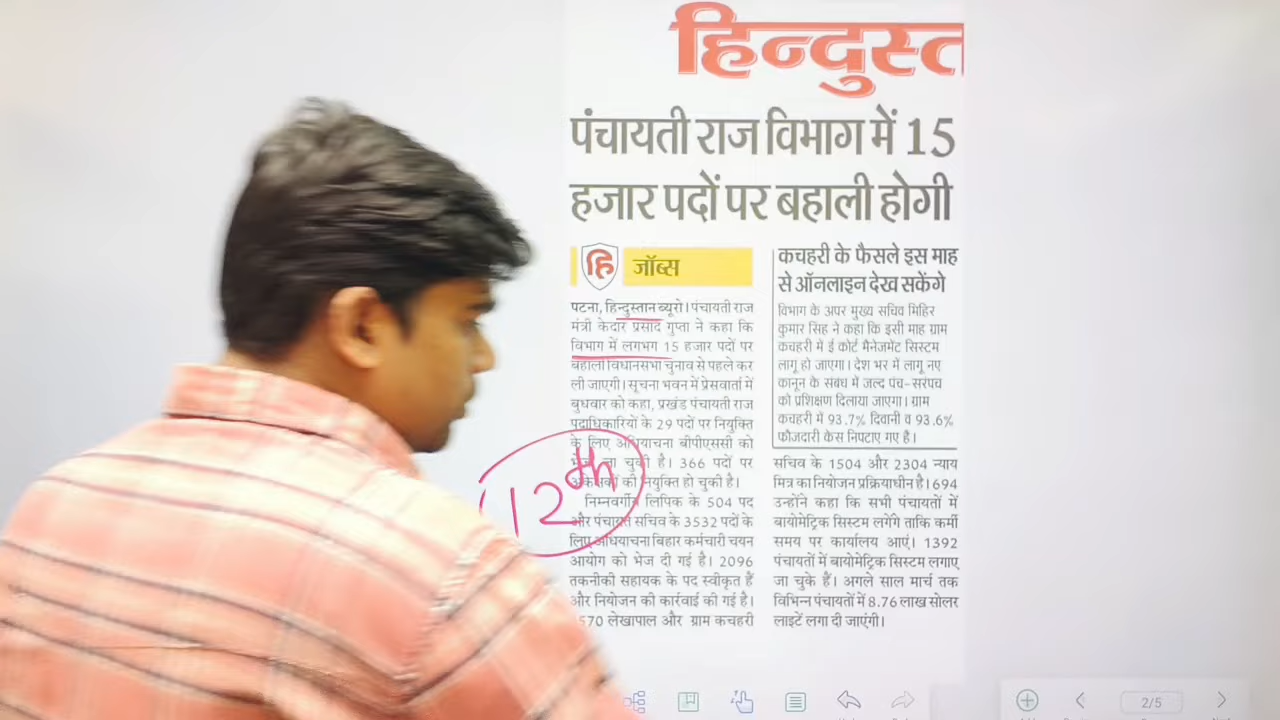 हिन्दुस्त
पंचायती राज विभाग में 15
हजार पदों पर बहाली होगी
हि जॉब्स
पटना, हिन्दुस्तान ब्यूरो। पंचायती राज
मंत्री केदार प्रसाद गुप्ता ने कहा कि
विभाग में लगभग 15 हजार पदों पर
बहाली विधानसभा चुनाव से पहले कर
ली जाएगी। सूचना भवन में प्रेसवार्ता में
बुधवार को कहा, प्रखंड पंचायती राज
पदाधिकारियों के 29 पदों पर नियुक्ति
के लिए अधियाचना बीपीएससी को
जा चुकी है। 366 पदों पर
की नियुक्ति हो चुकी है।
12th
निम्नवर्गीय लिपिक के 504 पद
और पंचायत सचिव के 3532 पदों के
लिए अधियाचना बिहार कर्मचारी चयन
आयोग को भेज दी गई है। 2096
तकनीकी सहायक के पद स्वीकृत हैं
और नियोजन की कार्रवाई की गई है।
570 लेखापाल और ग्राम कचहरी
कचहरी के फैसले इस माह
से ऑनलाइन देख सकेंगे
विभाग के अपर मुख्य सचिव मिहिर
कुमार सिंह ने कहा कि इसी माह ग्राम
कचहरी में ई कोर्ट मैनेजमेंट सिस्टम
लागू हो जाएगा। देश भर में लागू नए
कानून के संबंध में जल्द पंच-सरपंच
को प्रशिक्षण दिलाया जाएगा। ग्राम
कचहरी में 93.7% दिवानी व 93.6%
फौजदारी केस निपटाए गए है।
सचिव के 1504 और 2304 न्याय
मित्र का नियोजन प्रक्रियाधीन है। 694
उन्होंने कहा कि सभी पंचायतों में
बायोमेट्रिक सिस्टम लगेंगे ताकि कर्मी
समय पर कार्यालय आएं। 1392
पंचायतों में बायोमेट्रिक सिस्टम लगाए
जा चुके हैं। अगले साल मार्च तक
विभिन्न पंचायतों में 8.76 लाख सोलर
लाइटें लगा दी जाएंगी।
2/5